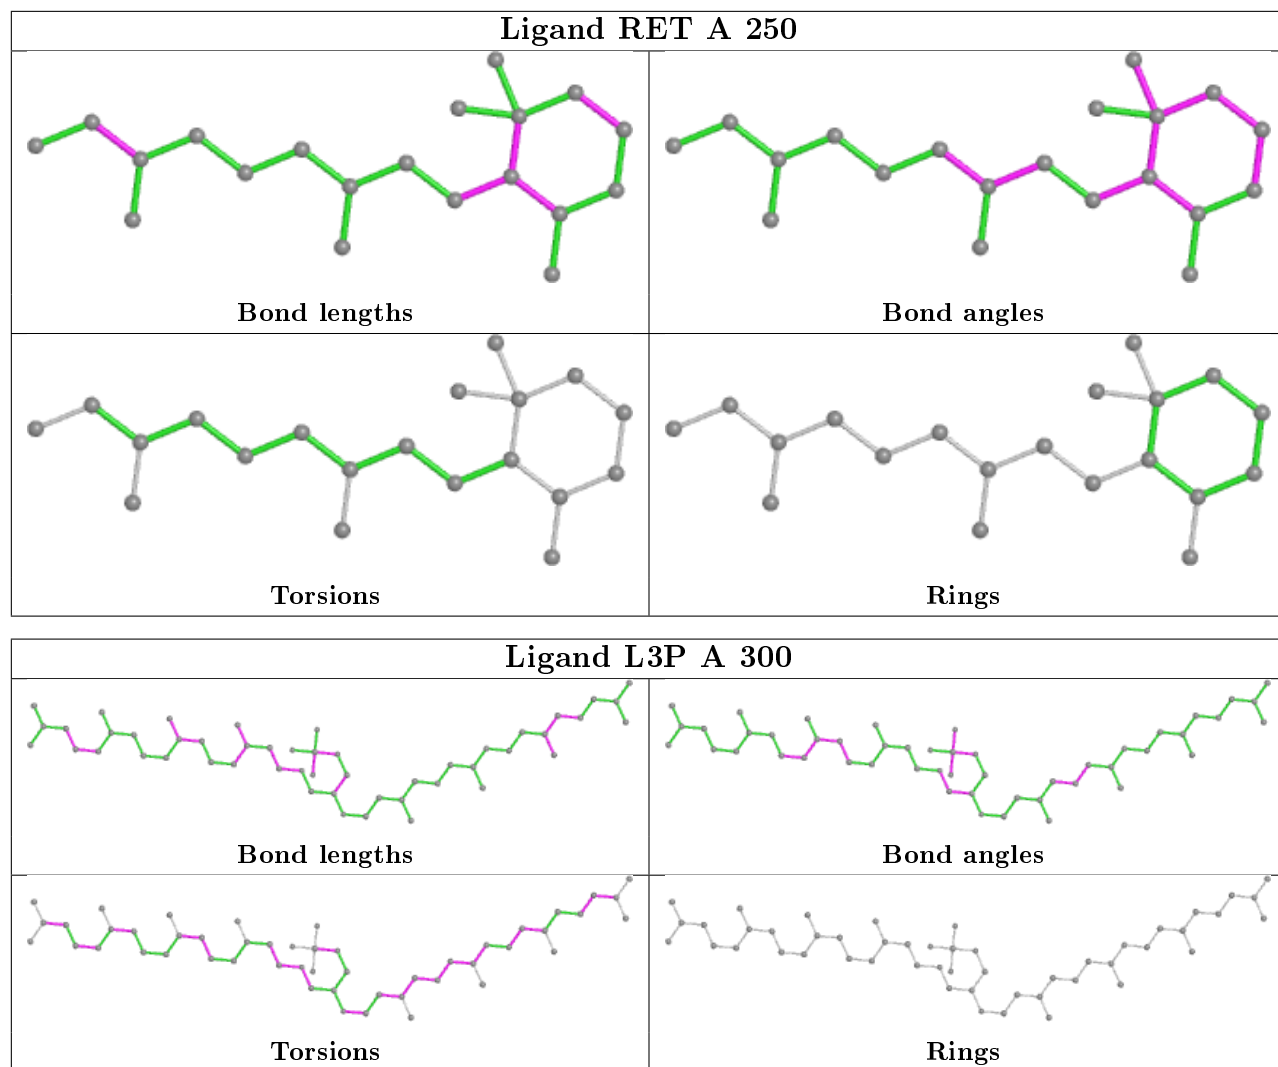 Ligand RET A 250
Bond lengths
Bond angles
Torsions
Rings
Ligand L3P A 300
Bond lengths
Bond angles
Torsions
Rings